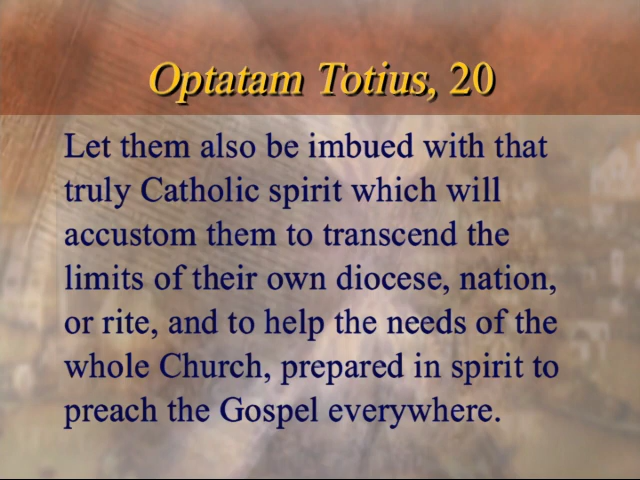 Optatam Totius, 20
Let them also be imbued with that
truly Catholic spirit which will
accustom them to transcend the
limits of their own diocese, nation,
or rite, and to help the needs of the
whole Church, prepared in spirit to
preach the Gospel everywhere.